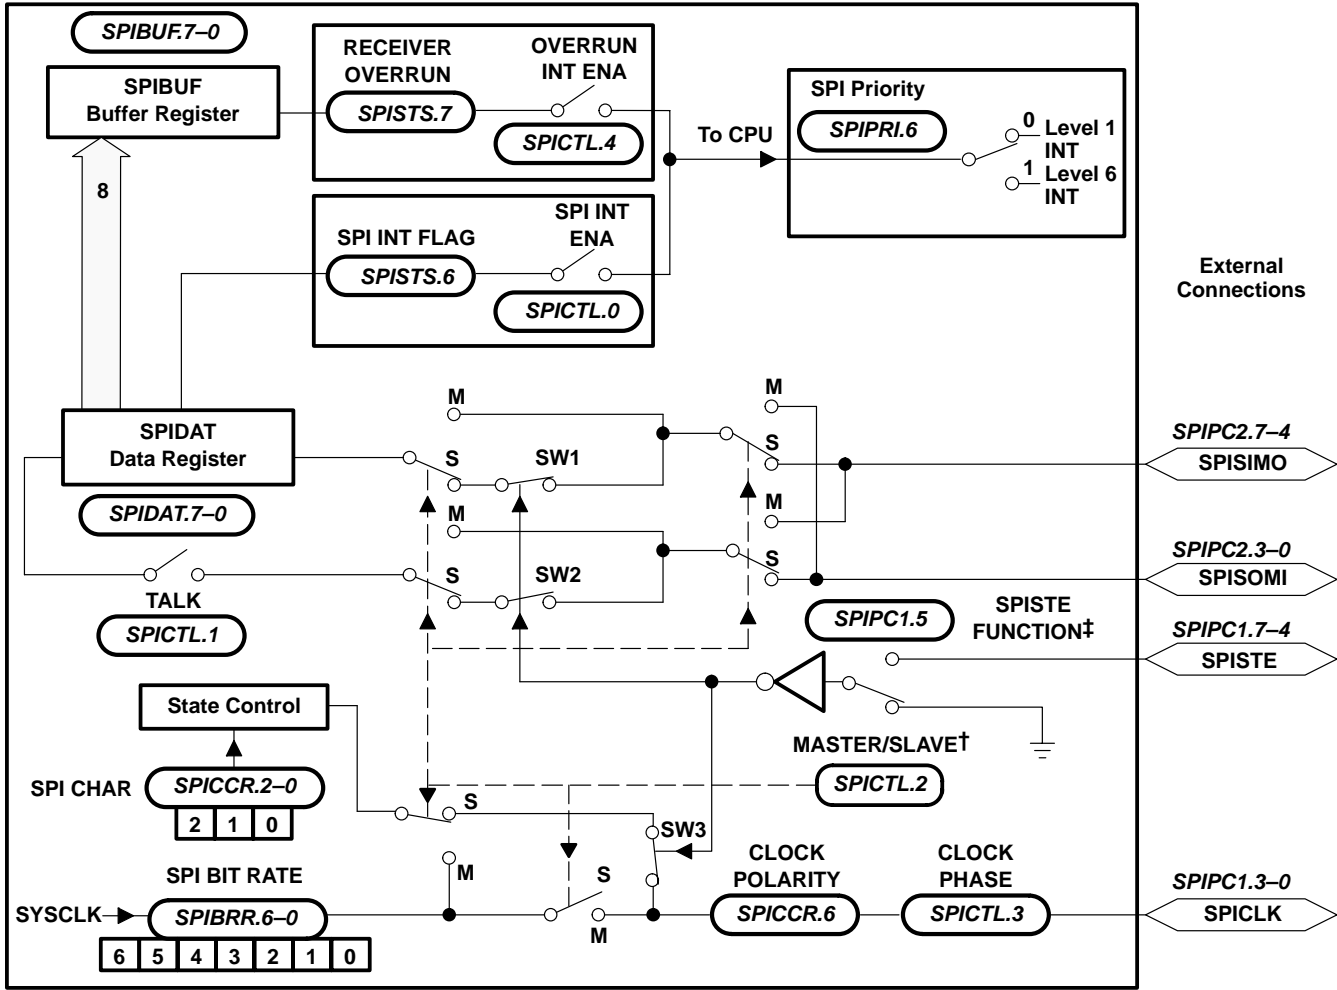 SPIBUF.7–0
SPIBUF
Buffer Register
8
RECEIVER
OVERRUN
SPISTS.7
OVERRUN
INT ENA
SPICTL.4
SPI INT FLAG
SPISTS.6
SPI INT
ENA
SPICTL.0
To CPU
SPI Priority
SPIPRI.6
0
Level 1
INT
1
Level 6
INT
External
Connections
SPIDAT
Data Register
SPIDAT.7–0
M
S
SW1
M
S
SW2
M
S
M
S
TALK
SPICTL.1
SPIPC2.7–4
SPISIMO
SPIPC2.3–0
SPISOMI
SPIPC1.5
SPISTE
FUNCTION‡
SPIPC1.7–4
SPISTE
State Control
SPI CHAR
SPICCR.2–0
2 1 0
MASTER/SLAVE†
SPICTL.2
S
M
SW3
S
M
SPI BIT RATE
SYSCLK
SPIBRR.6–0
6 5 4 3 2 1 0
CLOCK
POLARITY
SPICCR.6
CLOCK
PHASE
SPICTL.3
SPIPC1.3–0
SPICLK